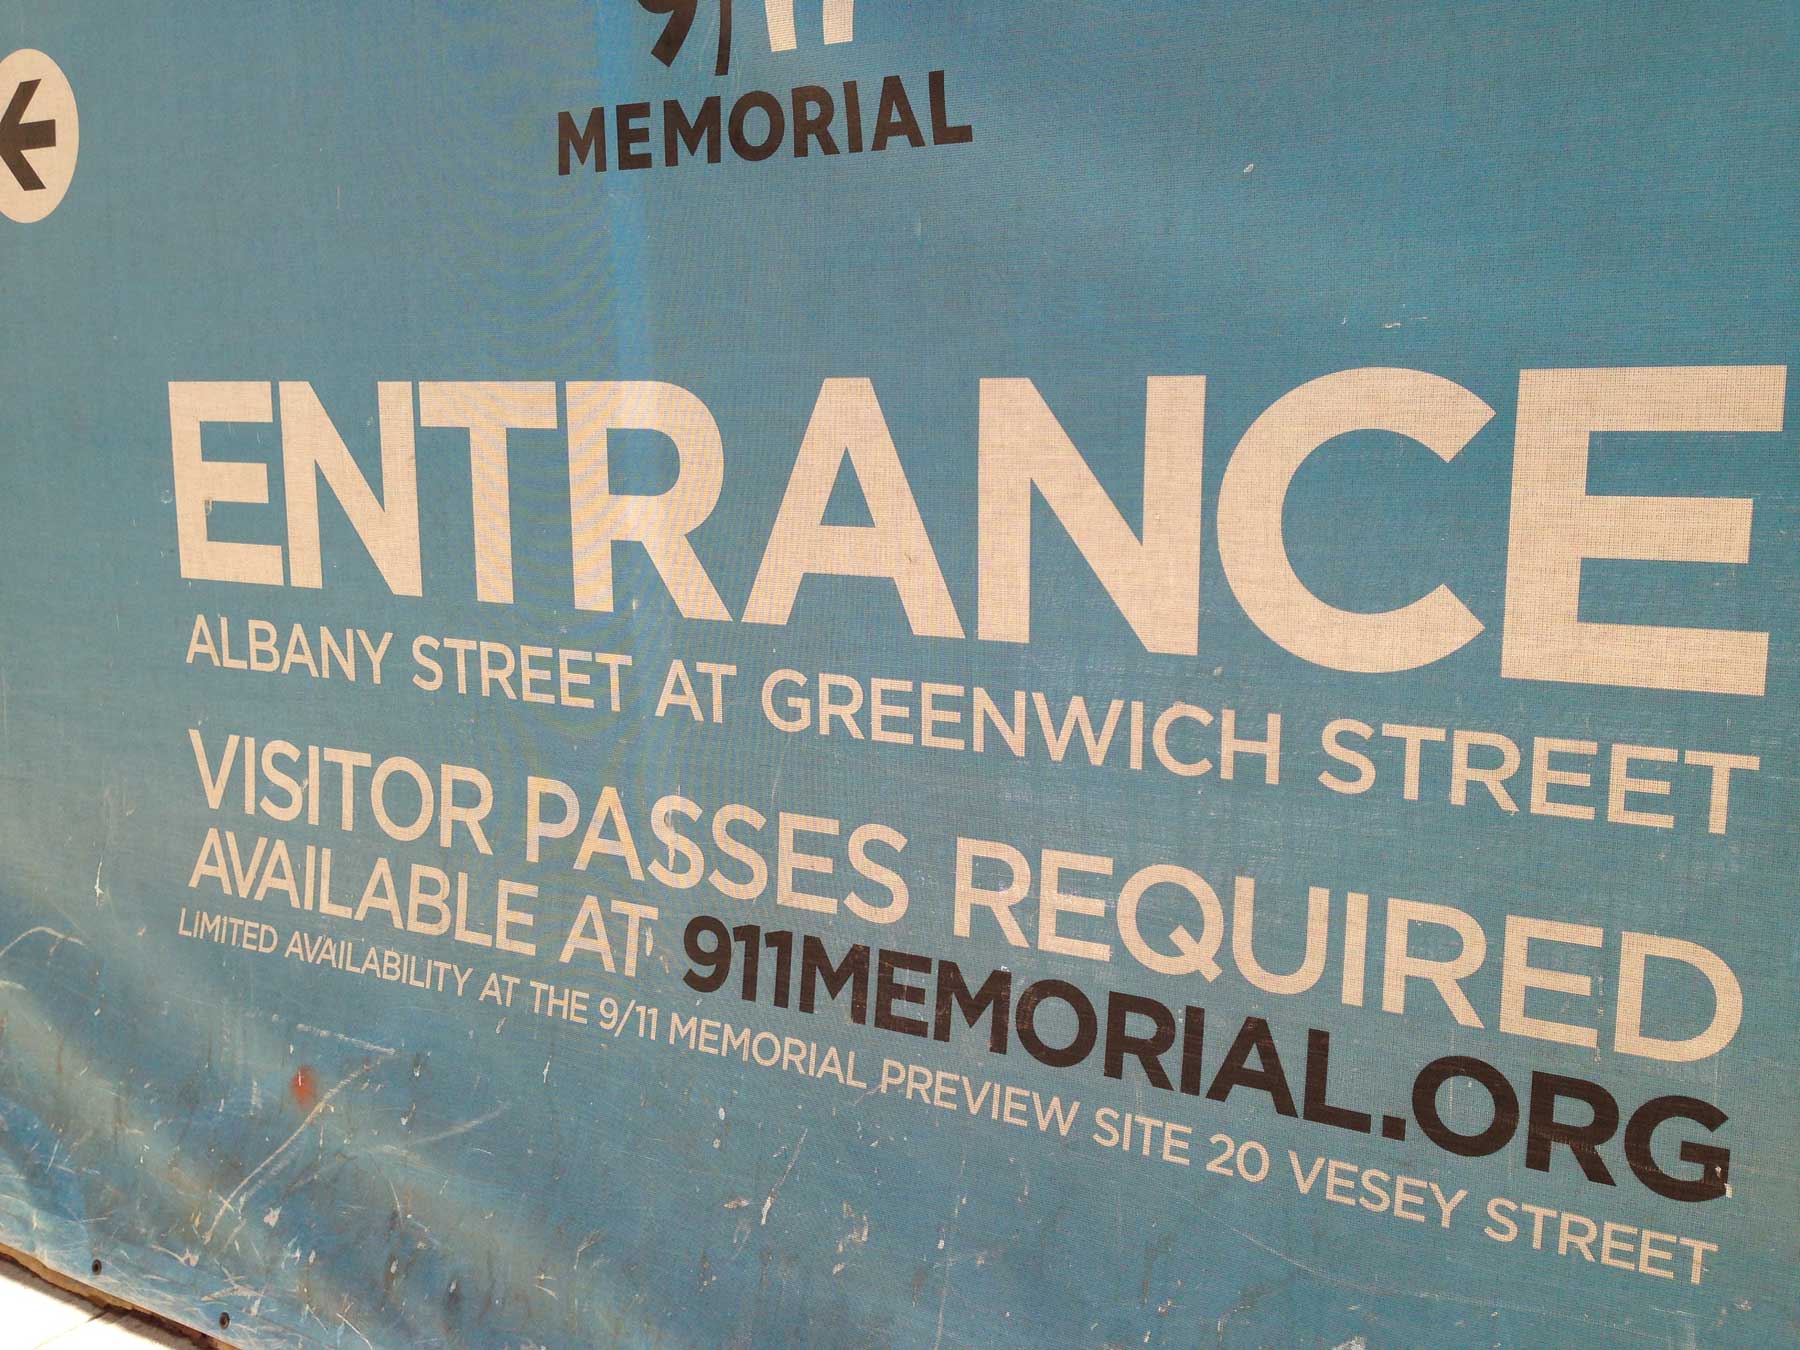 9/11
MEMORIAL
ENTRANCE
ALBANY STREET AT GREENWICH STREET
VISITOR PASSES REQUIRED
AVAILABLE AT 911MEMORIAL.ORG
LIMITED AVAILABILITY AT THE 9/11 MEMORIAL PREVIEW SITE 20 VESEY STREET